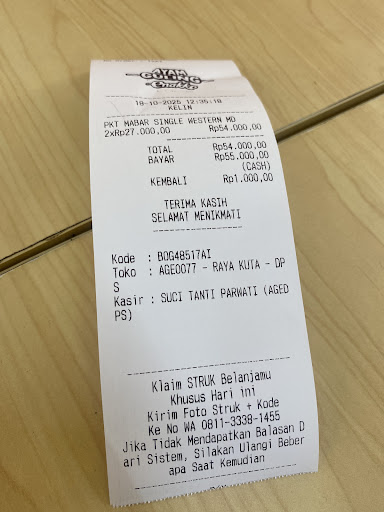 AYAM
GEPREK
18-10-2025 12:35:18
KELIN
PKT MABAR SINGLE WESTERN MD
2xRp27.000,00 Rp54.000,00
TOTAL Rp54.000,00
BAYAR Rp55.000,00
(CASH)
KEMBALI Rp1.000,00
TERIMA KASIH
SELAMAT MENIKMATI
Kode : B0G48517AI
Toko : AGE0077 - RAYA KUTA - DP
S
Kasir : SUCI TANTI PARWATI (AGED
PS)
Klaim STRUK Belanjamu
Khusus Hari ini
Kirim Foto Struk + Kode
Ke No WA 0811-3338-1455
Jika Tidak Mendapatkan Balasan D
ari Sistem, Silakan Ulangi Beber
apa Saat Kemudian